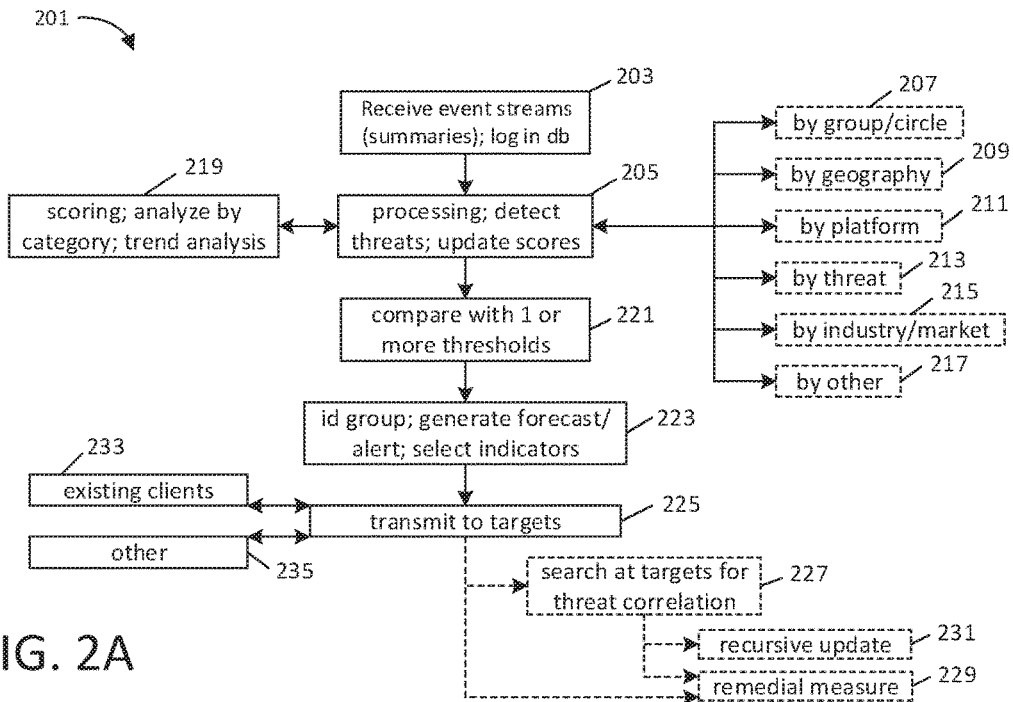 201
203
Receive event streams
(summaries); log in db
207
by group/circle
209
by geography
219
scoring; analyze by
category; trend analysis
205
processing; detect
threats; update scores
211
by platform
213
by threat
215
by industry/market
217
by other
compare with 1 or
more thresholds
221
id group; generate forecast/
alert; select indicators
223
233
existing clients
transmit to targets
225
other
235
search at targets for
threat correlation
227
recursive update
231
remedial measure
229
IG. 2A